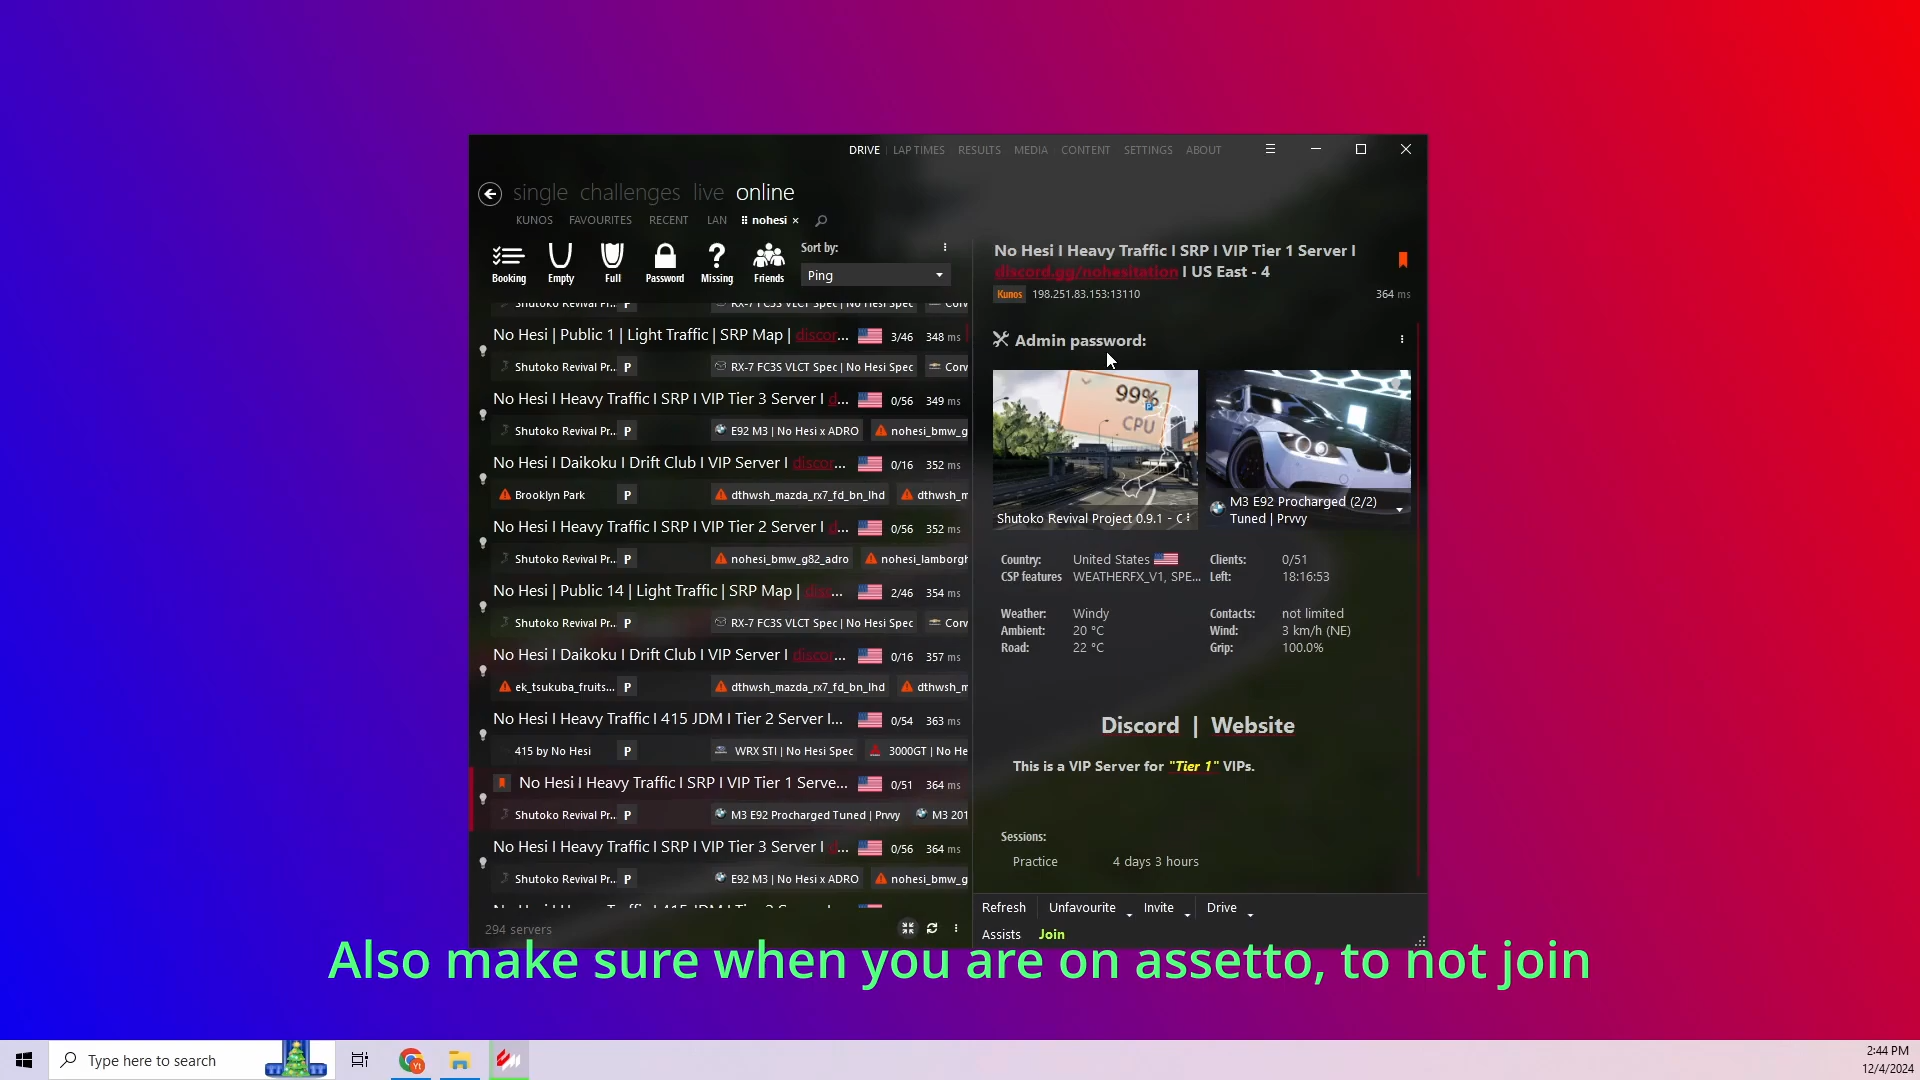 DRIVE LAP TIMES RESULTS MEDIA CONTENT SETTINGS ABOUT
single challenges live online
KUNOS FAVOURITES RECENT LAN nohesi
Booking Empty Full Password Missing Friends
Sort by:
Ping
No Hesi | Public 1 | Light Traffic | SRP Map | discor... 3/46 348 ms
Shutoko Revival Pr... P RX-7 FC3S VLCT Spec | No Hesi Spec Corv
No Hesi I Heavy Traffic I SRP I VIP Tier 3 Server I d... 0/56 349 ms
Shutoko Revival Pr... P E92 M3 | No Hesi x ADRO nohesi_bmw_g
No Hesi I Daikoku I Drift Club I VIP Server I discor... 0/16 352 ms
Brooklyn Park P dthwsh_mazda_rx7_fd_bn_lhd dthwsh_m
No Hesi I Heavy Traffic I SRP I VIP Tier 2 Server I d... 0/56 352 ms
Shutoko Revival Pr... P nohesi_bmw_g82_adro nohesi_lamborgh
No Hesi | Public 14 | Light Traffic | SRP Map | disc... 2/46 354 ms
Shutoko Revival Pr... P RX-7 FC3S VLCT Spec | No Hesi Spec Corv
No Hesi I Daikoku I Drift Club I VIP Server I discor... 0/16 357 ms
ek_tsukuba_fruits... P dthwsh_mazda_rx7_fd_bn_lhd dthwsh_m
No Hesi I Heavy Traffic I 415 JDM I Tier 2 Server I... 0/54 363 ms
415 by No Hesi P WRX STI | No Hesi Spec 3000GT | No He
No Hesi I Heavy Traffic I SRP I VIP Tier 1 Serve... 0/51 364 ms
Shutoko Revival Pr... P M3 E92 Procharged Tuned | Prvvy M3 201
No Hesi I Heavy Traffic I SRP I VIP Tier 3 Server I d... 0/56 364 ms
Shutoko Revival Pr... P E92 M3 | No Hesi x ADRO nohesi_bmw_g
294 servers
No Hesi I Heavy Traffic I SRP I VIP Tier 1 Server I
discord.gg/nohesitation I US East - 4
Kunos 198.251.83.153:13110 364 ms
Admin password:
99%
CPU
Shutoko Revival Project 0.9.1 - C
M3 E92 Procharged (2/2)
Tuned | Prvvy
Country: United States Clients: 0/51
CSP features WEATHERFX_V1, SPE... Left: 18:16:53
Weather: Windy Contacts: not limited
Ambient: 20 °C Wind: 3 km/h (NE)
Road: 22 °C Grip: 100.0%
Discord | Website
This is a VIP Server for "Tier 1" VIPs.
Sessions:
Practice 4 days 3 hours
Refresh Unfavourite Invite Drive
Assists Join
Also make sure when you are on assetto, to not join
Type here to search
2:44 PM
12/4/2024